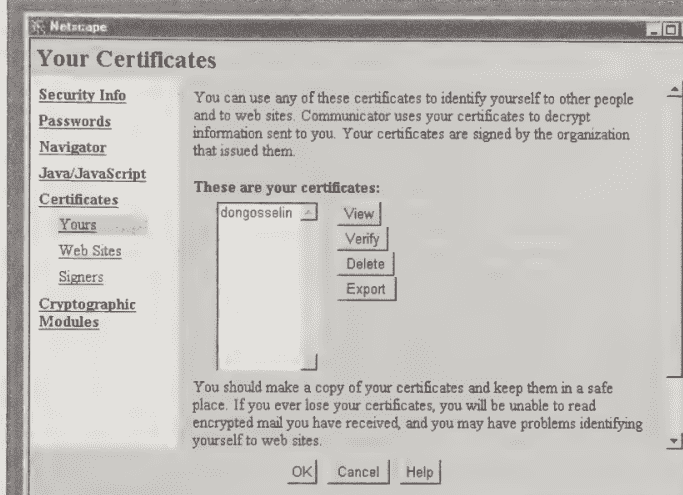 Netscape
Your Certificates
Security Info
Passwords
Navigator
Java/JavaScript
Certificates
Yours
Web Sites
Signers
Cryptographic
Modules
You can use any of these certificates to identify yourself to other people
and to web sites. Communicator uses your certificates to decrypt
information sent to you. Your certificates are signed by the organization
that issued them.
These are your certificates:
dongosselin
View
Verify
Delete
Export
You should make a copy of your certificates and keep them in a safe
place. If you ever lose your certificates, you will be unable to read
encrypted mail you have received, and you may have problems identifying
yourself to web sites.
OK
Cancel
Help